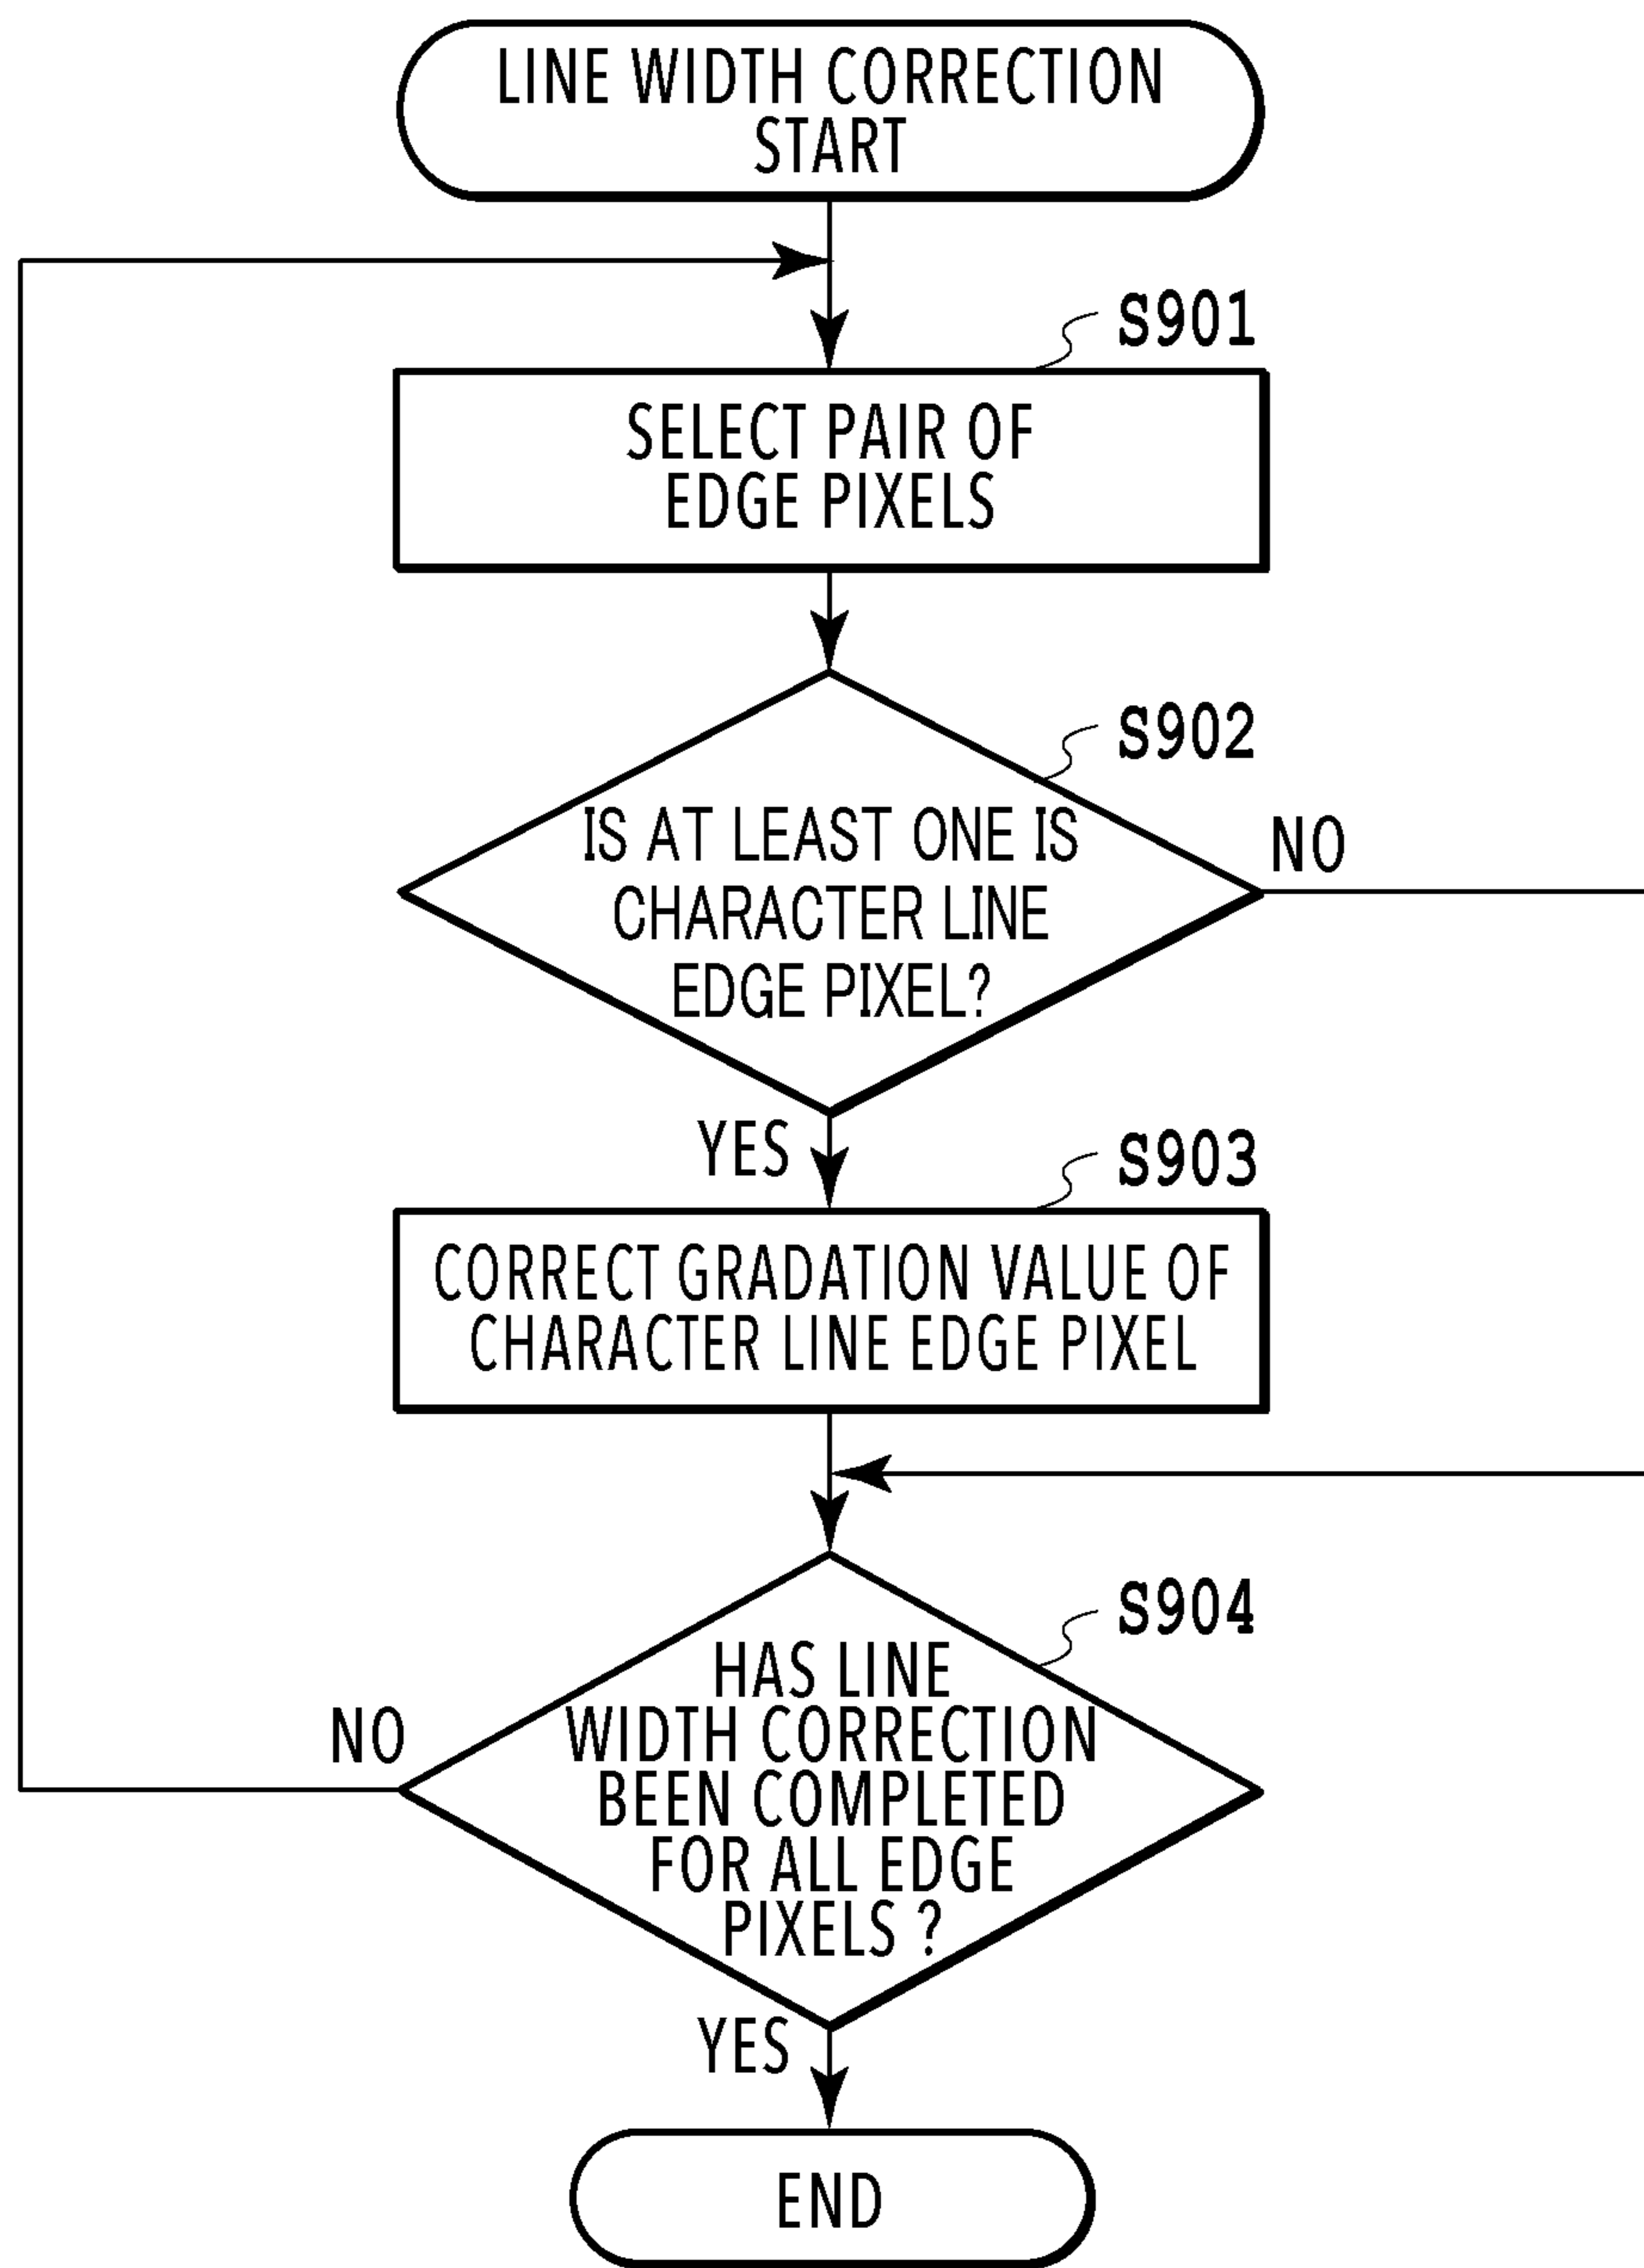 LINE WIDTH CORRECTION
START
S901
SELECT PAIR OF
EDGE PIXELS
S902
IS AT LEAST ONE IS
CHARACTER LINE
EDGE PIXEL?
NO
YES
S903
CORRECT GRADATION VALUE OF
CHARACTER LINE EDGE PIXEL
S904
HAS LINE
WIDTH CORRECTION
BEEN COMPLETED
FOR ALL EDGE
PIXELS ?
NO
YES
END